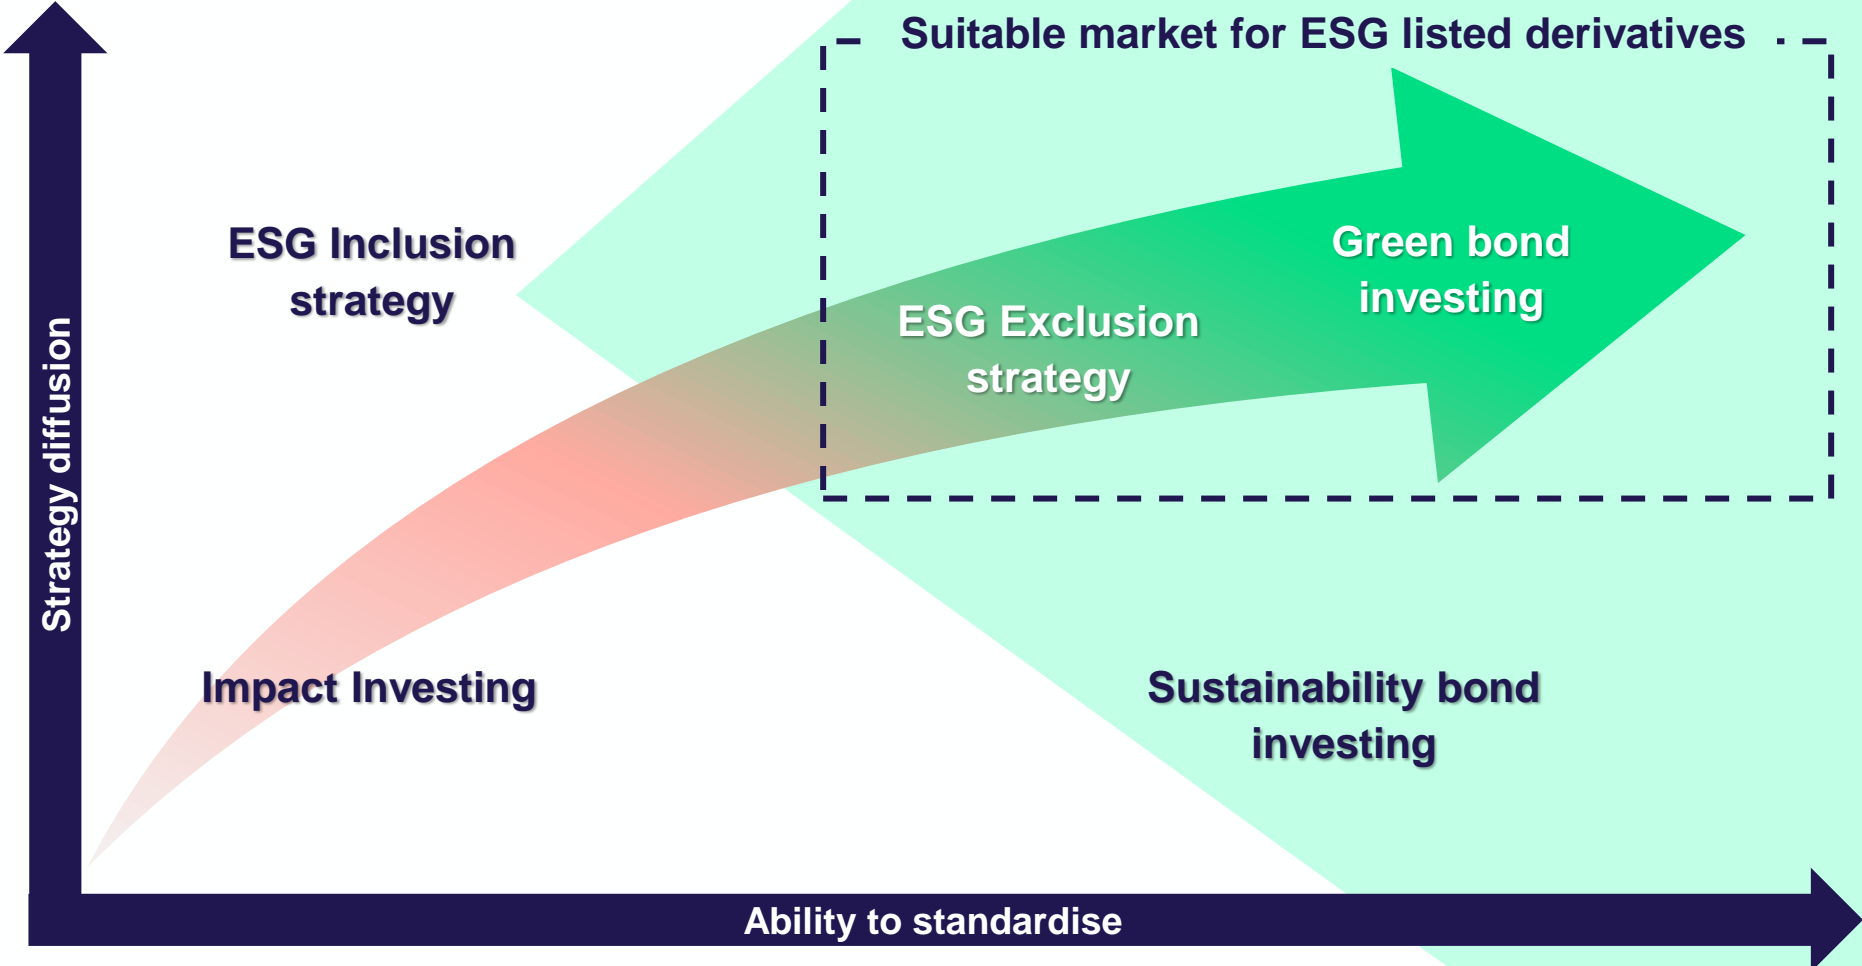 Suitable market for ESG listed derivatives
ESG Inclusion
strategy
Green bond
investing
ESG Exclusion
strategy
Strategy diffusion
Impact Investing
Sustainability bond
investing
Ability to standardise